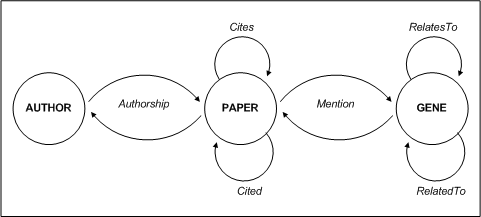 Cites
RelatesTo
AUTHOR
Authorship
PAPER
Mention
GENE
Cited
RelatedTo